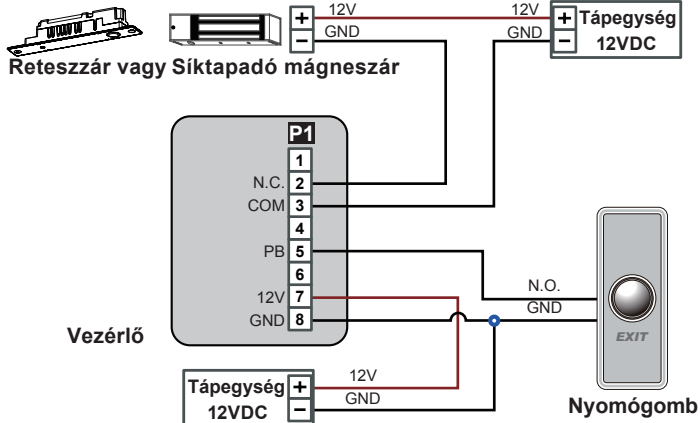 + 12V 12V + Tápegység
- GND GND - 12VDC
Reteszzár vagy Síktapadó mágneszár
P1
1
N.C. 2
COM 3
4
PB 5
6
12V 7
GND 8
N.O.
GND
EXIT
Vezérlő
Nyomógomb
Tápegység + 12V
12VDC - GND